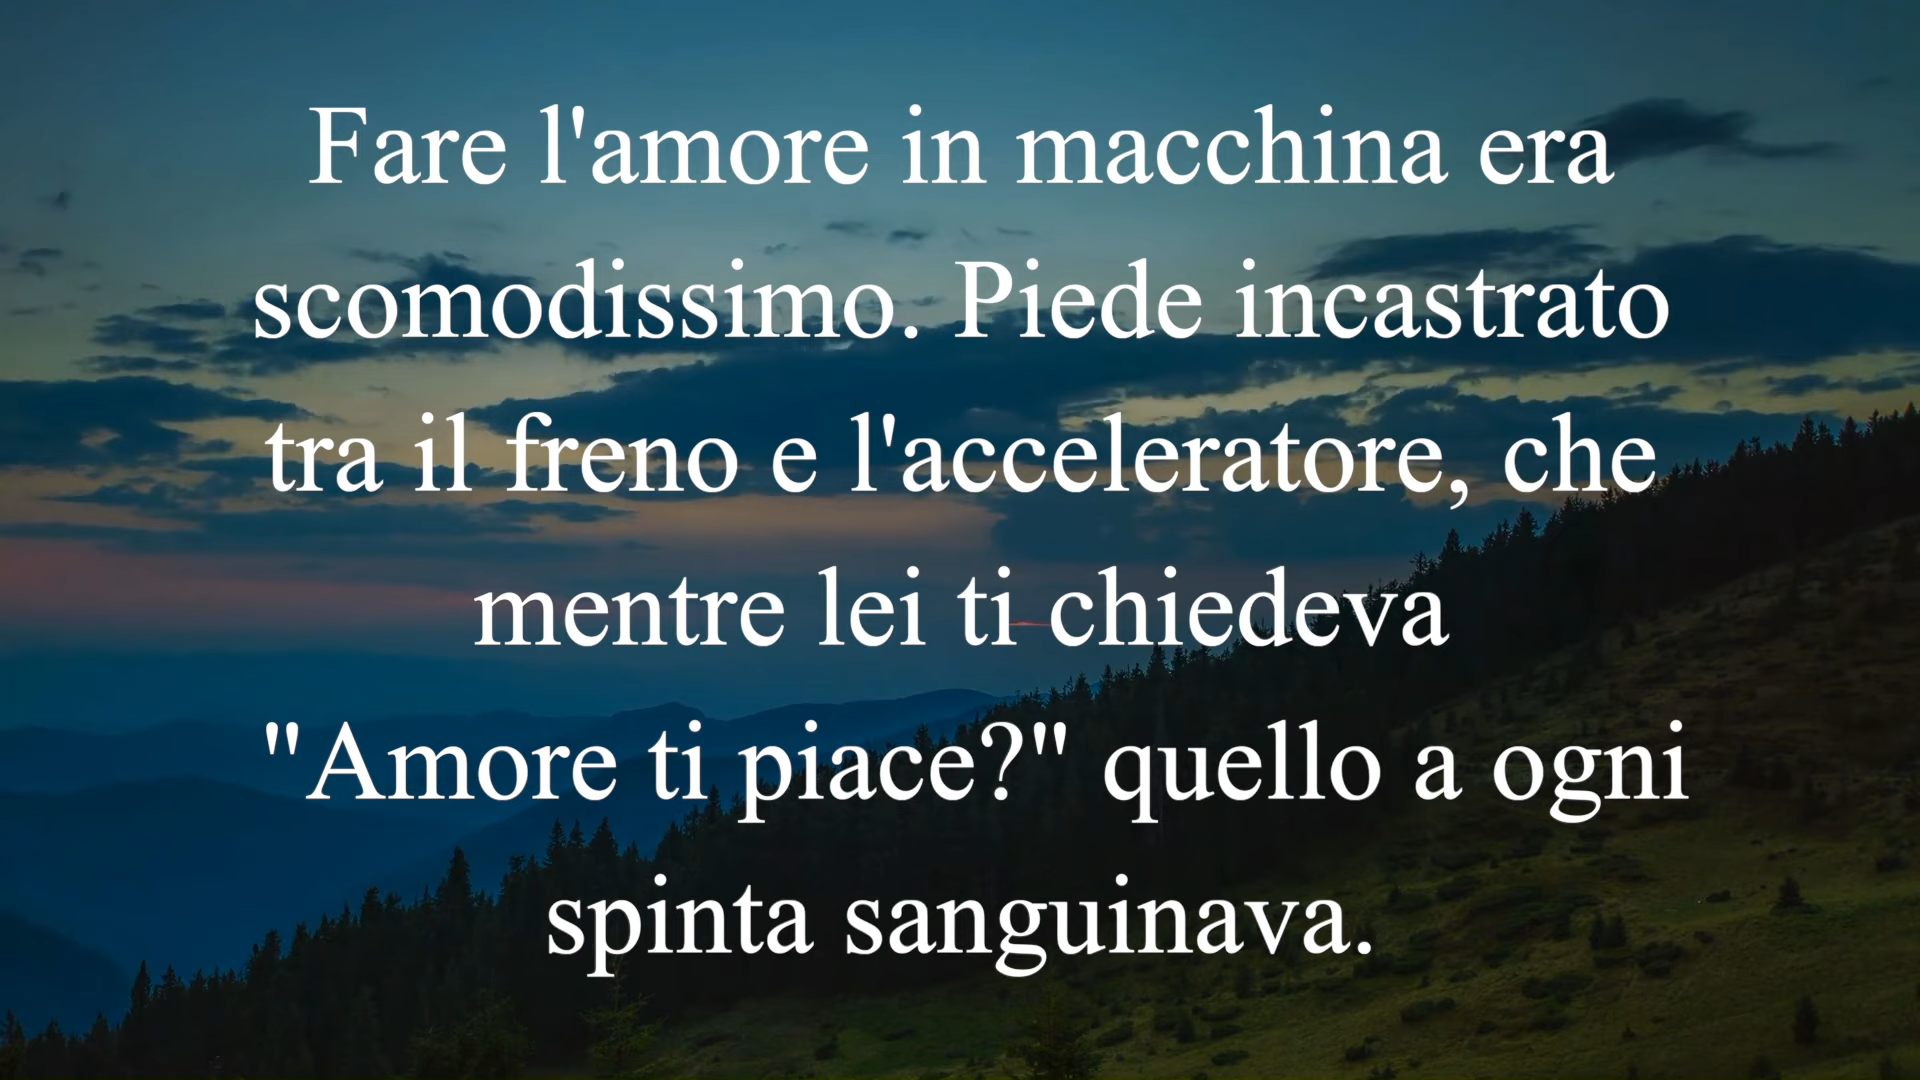 Fare l'amore in macchina era
scomodissimo. Piede incastrato
tra il freno e l'acceleratore, che
mentre lei ti chiedeva
"Amore ti piace?" quello a ogni
spinta sanguinava.